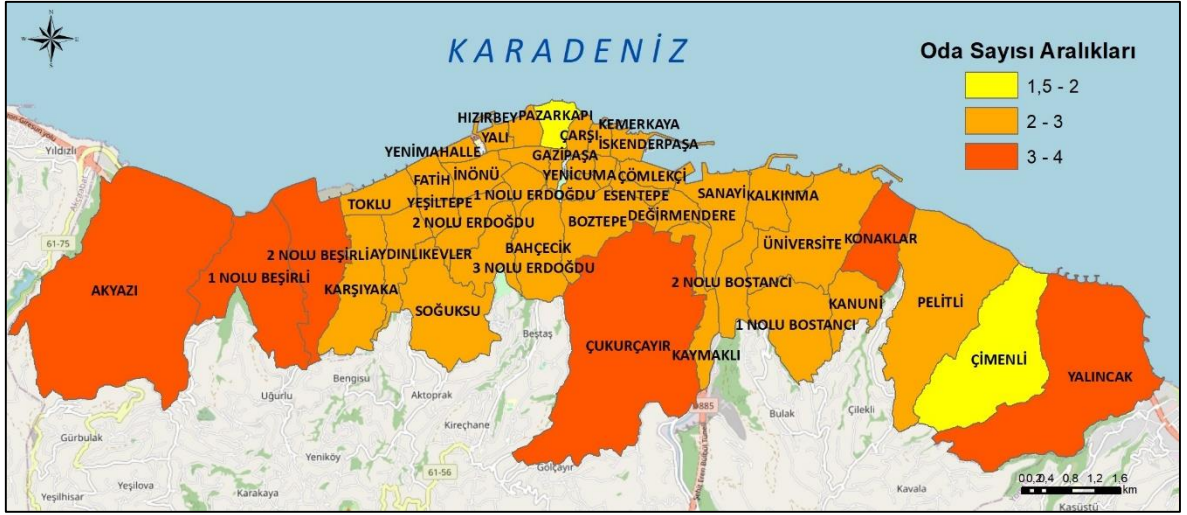 N
KARADENİZ
Oda Sayısı Aralıkları
1,5 - 2
2 - 3
3 - 4
Yıldızlı
Akçaabat
61-75
HIZIRBEY
PAZARKAPI
KEMERKAYA
YALI
ÇARŞI
İSKENDERPAŞA
YENİMAHALLE
GAZİPAŞA
FATİH
İNÖNÜ
YENİCUMA
ÇÖMLEKÇİ
TOKLU
YEŞİLTEPE
1 NOLU ERDOĞDU
ESENTEPE
SANAYİ
KALKINMA
2 NOLU ERDOĞDU
BOZTEPE
DEĞİRMENDERE
2 NOLU BEŞİRLİ
AYDINLIKEVLER
BAHÇECİK
ÜNİVERSİTE
KONAKLAR
1 NOLU BEŞİRLİ
3 NOLU ERDOĞDU
AKYAZI
KARŞIYAKA
SOĞUKSU
2 NOLU BOSTANCI
KANUNİ
PELİTLİ
1 NOLU BOSTANCI
Beştaş
ÇUKURÇAYIR
KAYMAKLI
ÇİMENLİ
YALINCAK
Bengisu
Uğurlu
Aktoprak
D885
Bulak
Çilekli
Kireçhane
Gürbulak
Yeniköy
61-56
Gölçayır
Yeşilhisar
Yeşilova
Karakaya
Kavala
0 0,2 0,4 0,8 1,2 1,6
km
Kaşüstü